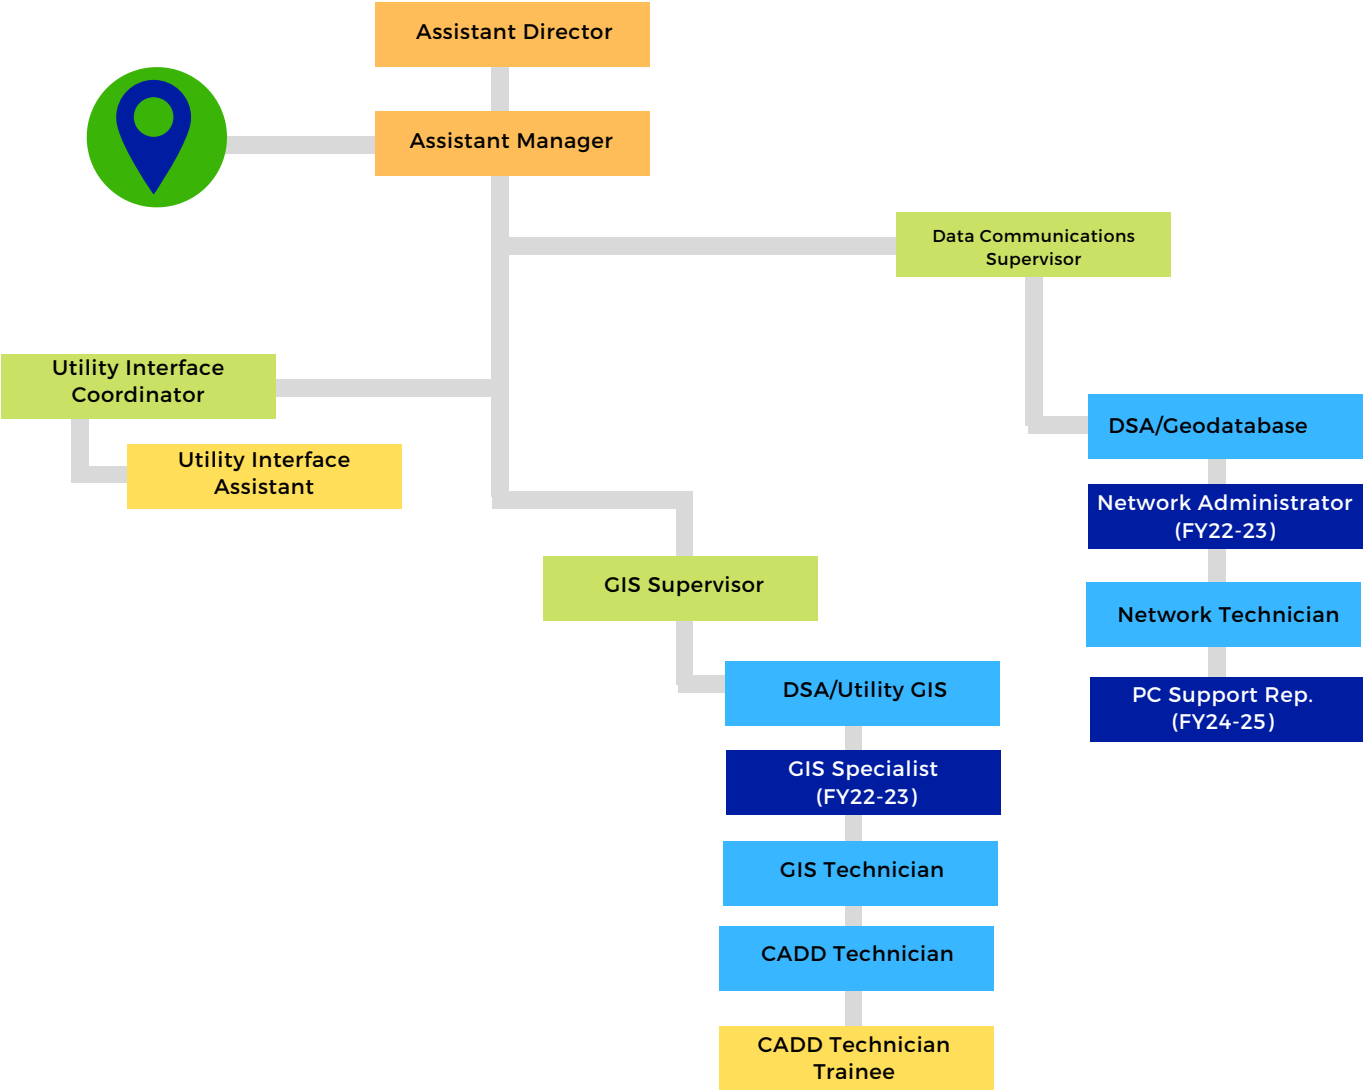 Assistant Director
Assistant Manager
Data Communications
Supervisor
Utility Interface
Coordinator
Utility Interface
Assistant
DSA/Geodatabase
Network Administrator
(FY22-23)
Network Technician
PC Support Rep.
(FY24-25)
GIS Supervisor
DSA/Utility GIS
GIS Specialist
(FY22-23)
GIS Technician
CADD Technician
CADD Technician
Trainee